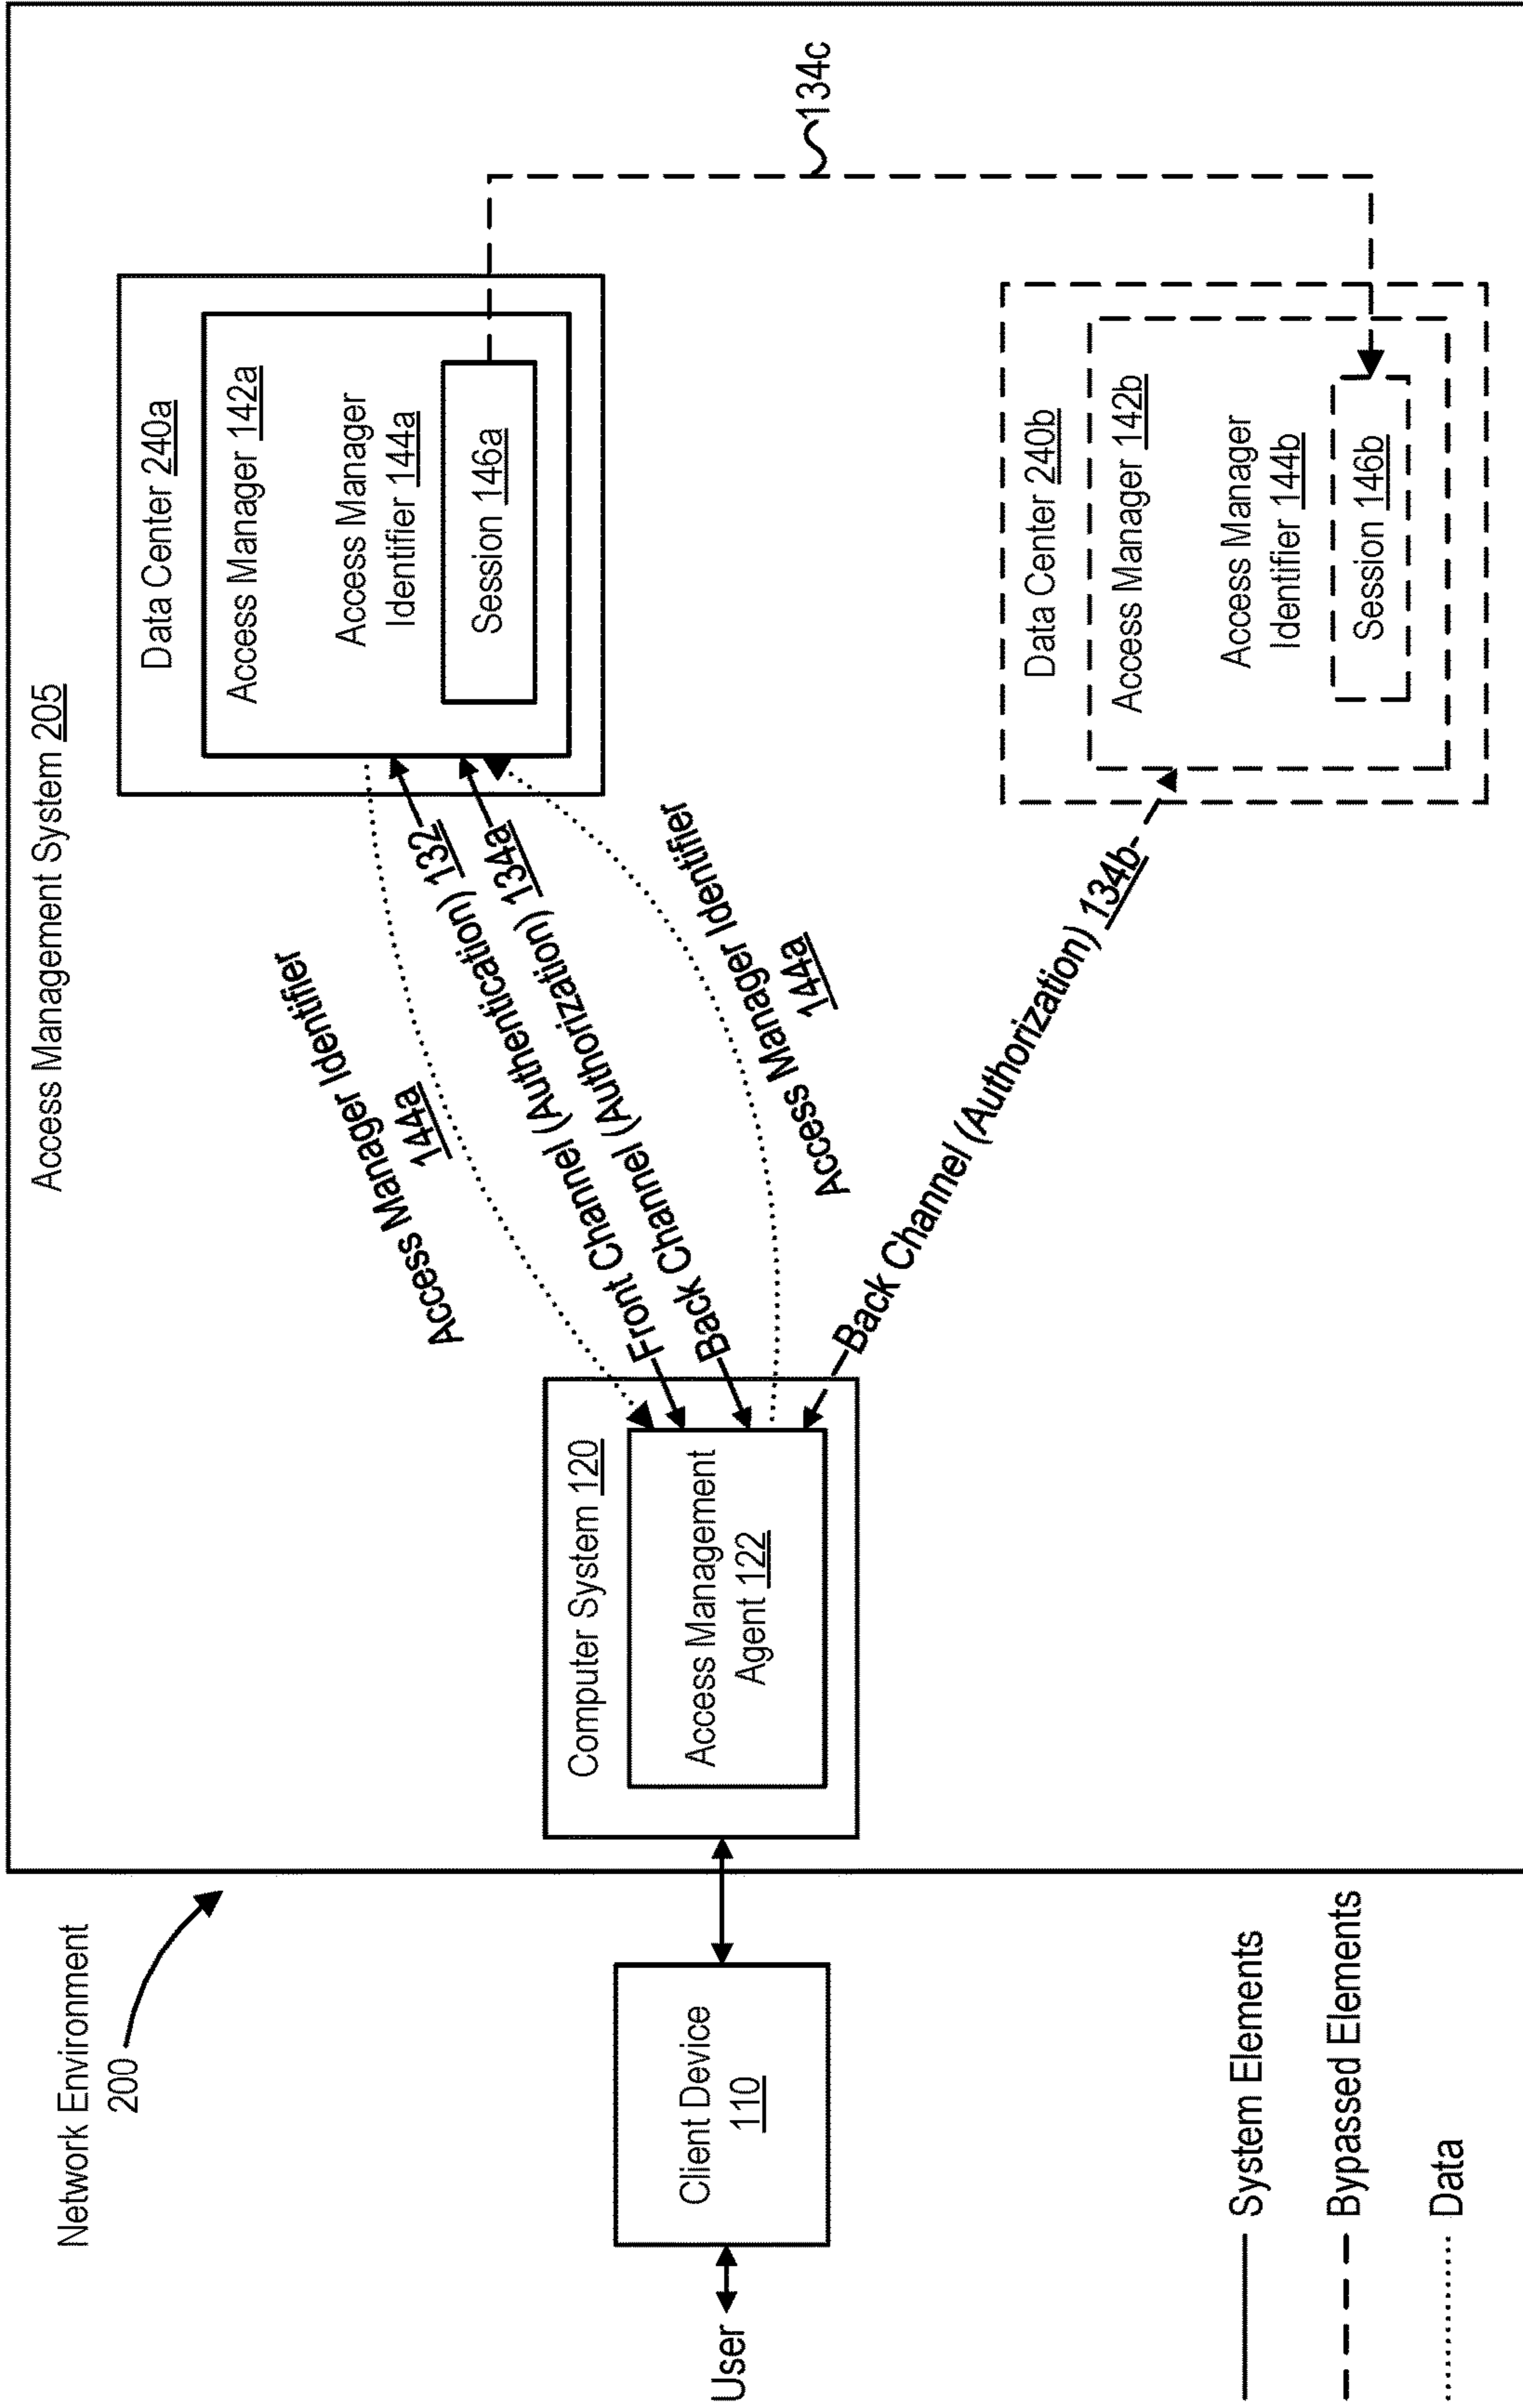 Network Environment
200
Access Management System 205
User
Client Device
110
Computer System 120
Access Management
Agent 122
Access Manager Identifier
144a
Front Channel (Authentication) 132
Back Channel (Authorization) 134a
Access Manager Identifier
144a
Back Channel (Authorization) 134b
Data Center 240a
Access Manager 142a
Access Manager
Identifier 144a
Session 146a
134c
Data Center 240b
Access Manager 142b
Access Manager
Identifier 144b
Session 146b
System Elements
Bypassed Elements
Data